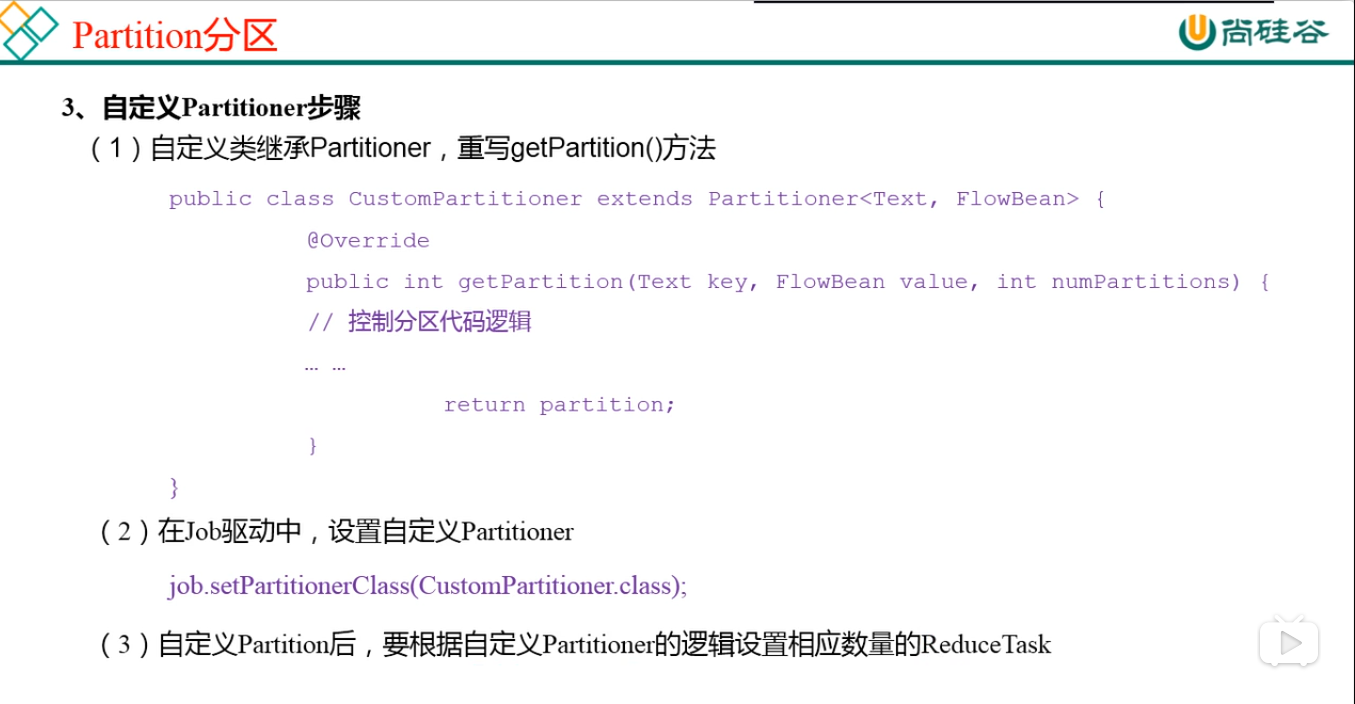 Partition分区
尚硅谷
3、自定义Partitioner步骤
（1）自定义类继承Partitioner，重写getPartition()方法
public class CustomPartitioner extends Partitioner<Text, FlowBean> {
@Override
public int getPartition(Text key, FlowBean value, int numPartitions) {
// 控制分区代码逻辑
… …
return partition;
}
}
（2）在Job驱动中，设置自定义Partitioner
job.setPartitionerClass(CustomPartitioner.class);
（3）自定义Partition后，要根据自定义Partitioner的逻辑设置相应数量的ReduceTask